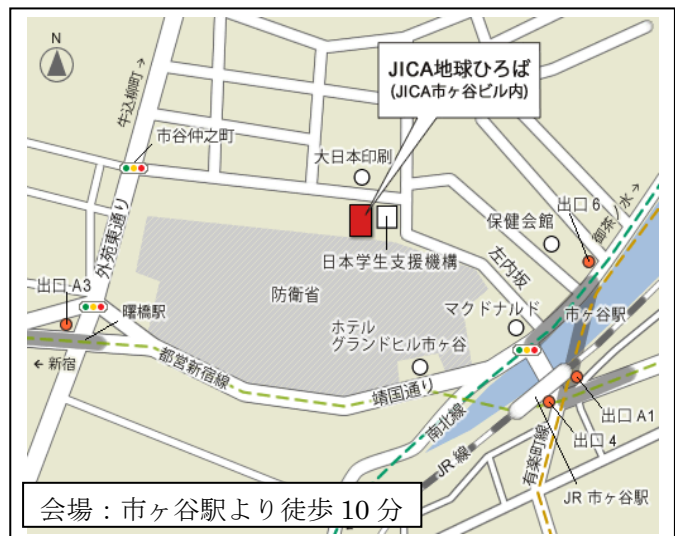 N
JICA地球ひろば
(JICA市ヶ谷ビル内)
牛込柳町→
市谷仲之町
大日本印刷
出口6
御茶ノ水→
保健会館
外苑東通り
日本学生支援機構
左内坂
出口A3
防衛省
マクドナルド
市ヶ谷駅
曙橋駅
ホテル
グランドヒル市ヶ谷
←新宿
都営新宿線
靖国通り
南北線
出口A1
出口4
JR線
有楽町線
JR市ヶ谷駅
会場：市ヶ谷駅より徒歩10分